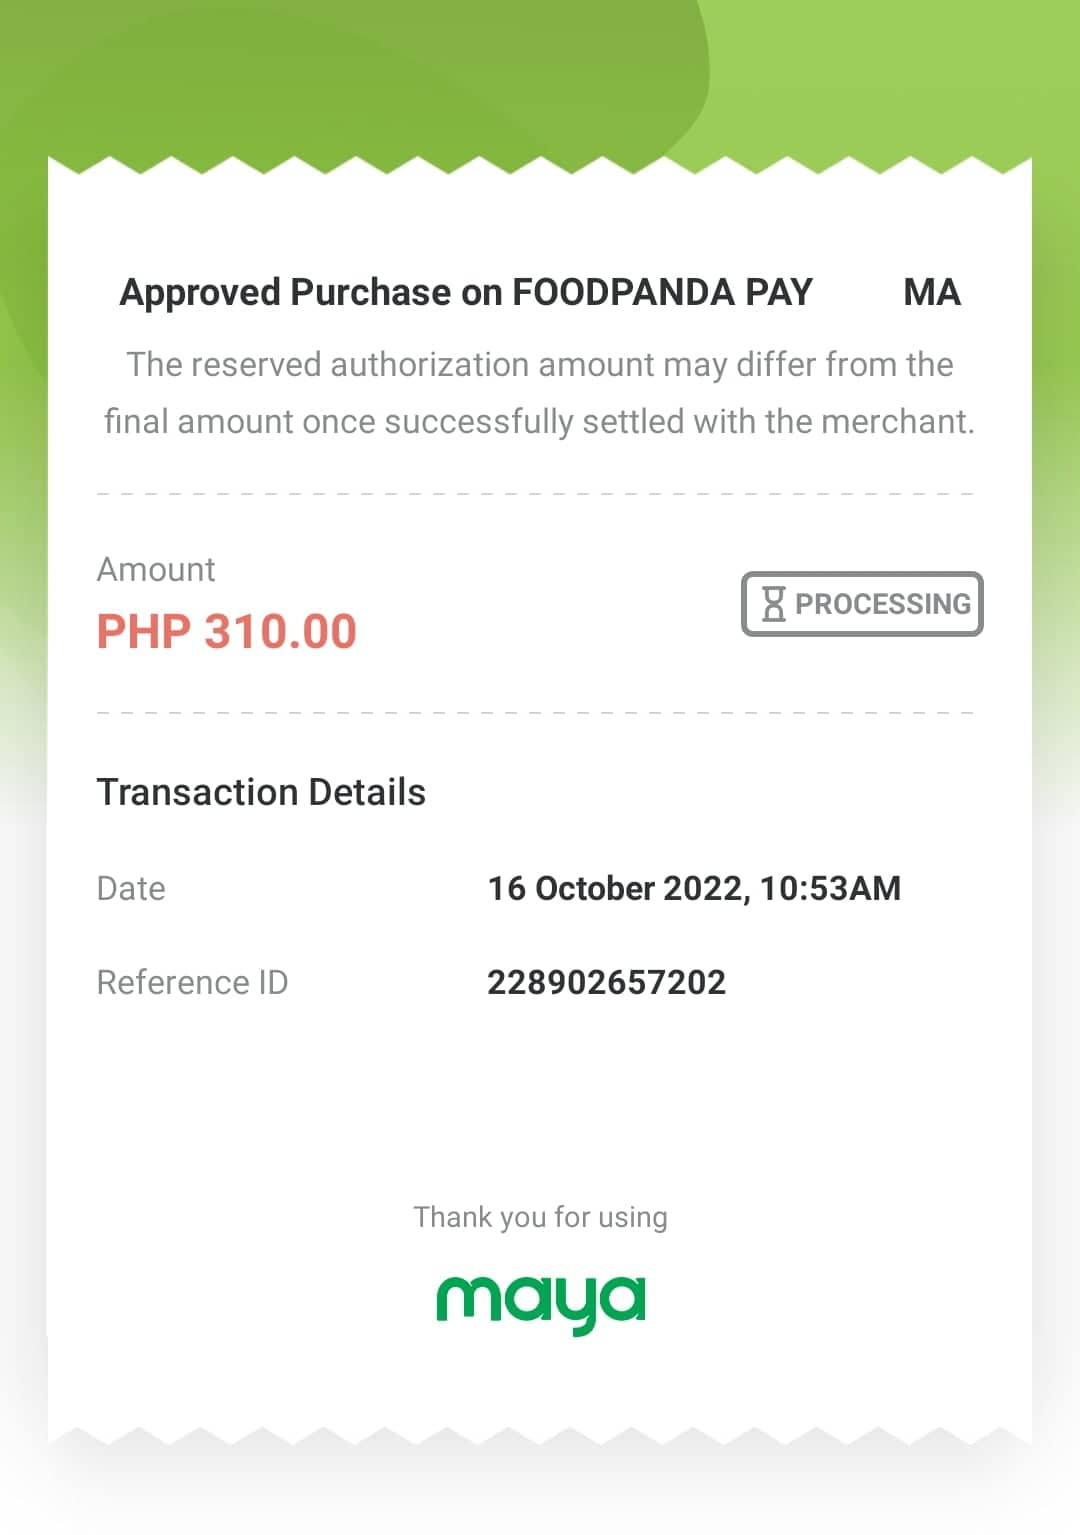 Approved Purchase on FOODPANDA PAY MA
The reserved authorization amount may differ from the
final amount once successfully settled with the merchant.
Amount
PHP 310.00
PROCESSING
Transaction Details
Date 16 October 2022, 10:53AM
Reference ID 228902657202
Thank you for using
maya